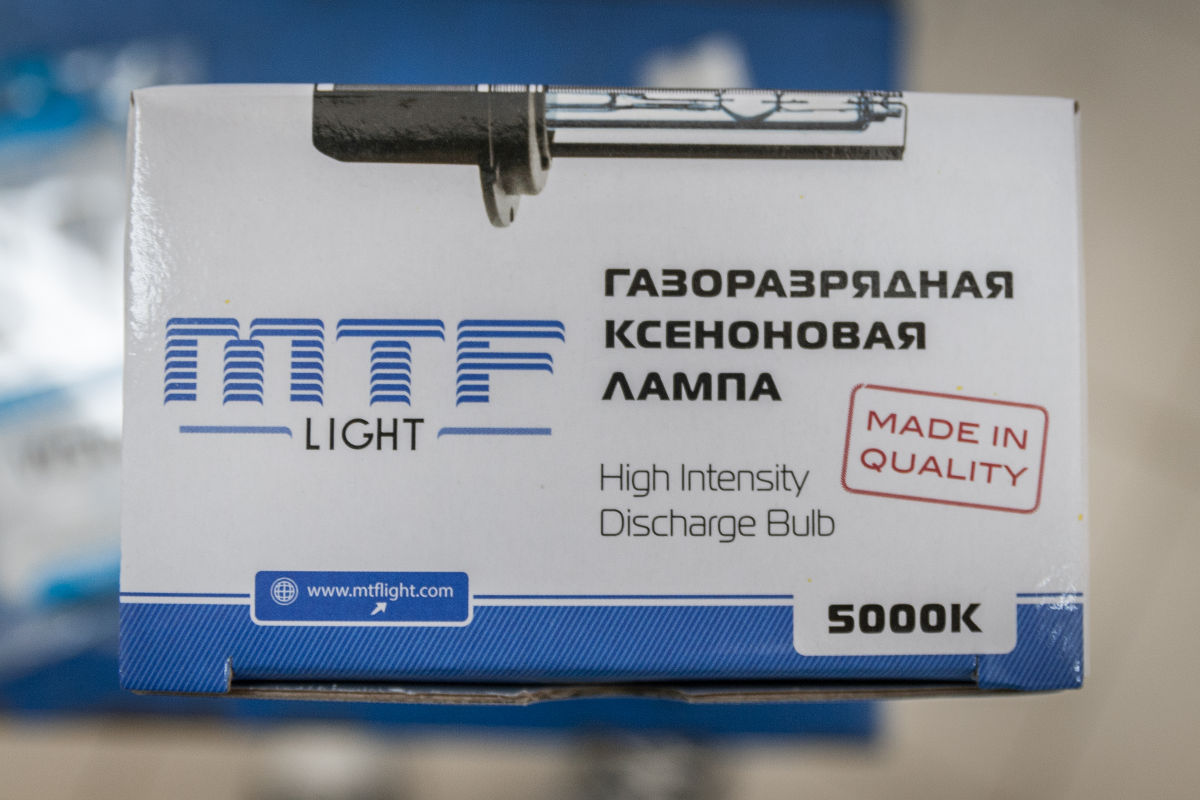 MTF
LIGHT
ГАЗОРАЗРЯДНАЯ
КСЕНОНОВАЯ
ЛАМПА
MADE IN
QUALITY
High Intensity
Discharge Bulb
www.mtflight.com
5000K